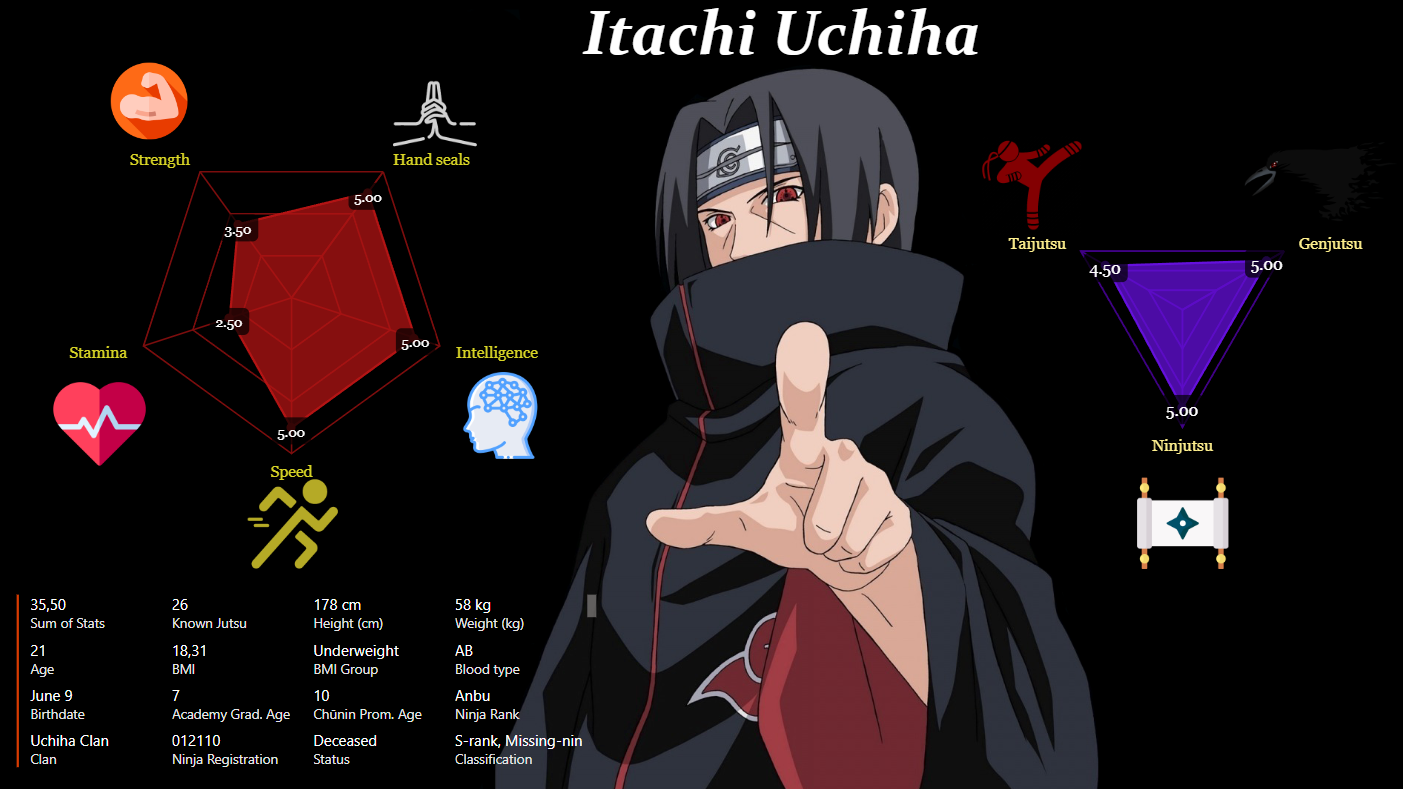 Itachi Uchiha
Strength
Hand seals
5.00
3.50
2.50
5.00
Stamina
Intelligence
5.00
Speed
Taijutsu
Genjutsu
4.50
5.00
5.00
Ninjutsu
35,50
Sum of Stats
26
Known Jutsu
178 cm
Height (cm)
58 kg
Weight (kg)
21
Age
18,31
BMI
Underweight
BMI Group
AB
Blood type
June 9
Birthdate
7
Academy Grad. Age
10
Chūnin Prom. Age
Anbu
Ninja Rank
Uchiha Clan
Clan
012110
Ninja Registration
Deceased
Status
S-rank, Missing-nin
Classification